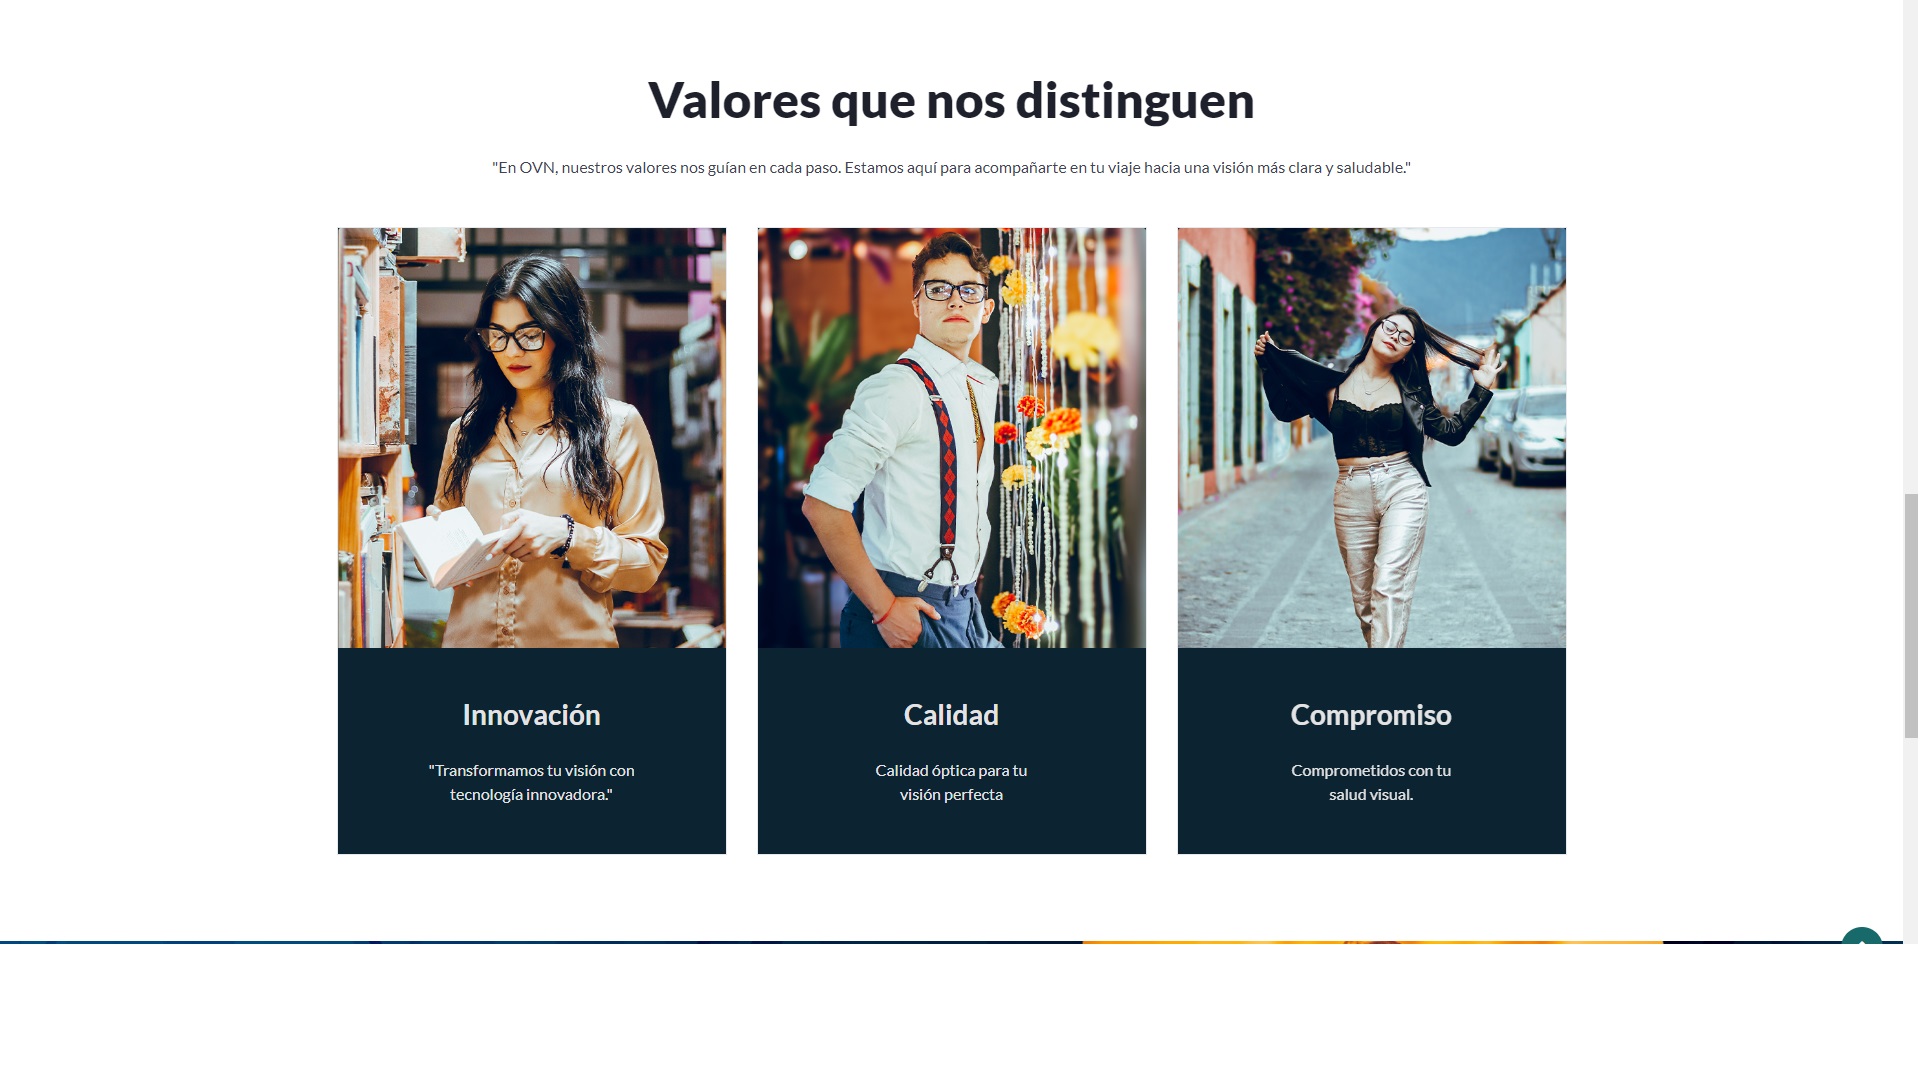 Valores que nos distinguen
"En OVN, nuestros valores nos guían en cada paso. Estamos aquí para acompañarte en tu viaje hacia una visión más clara y saludable."
Innovación
"Transformamos tu visión con
tecnología innovadora."
Calidad
Calidad óptica para tu
visión perfecta
Compromiso
Comprometidos con tu
salud visual.